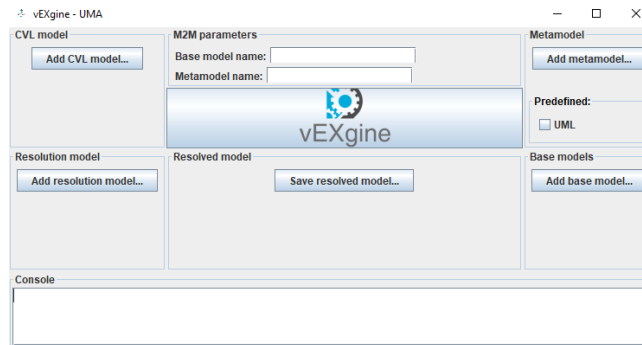 vEXgine - UMA
CVL model
Add CVL model...
M2M parameters
Base model name:
Metamodel name:
Metamodel
Add metamodel...
Predefined:
UML
vEXgine
Resolution model
Add resolution model...
Resolved model
Save resolved model...
Base models
Add base model...
Console